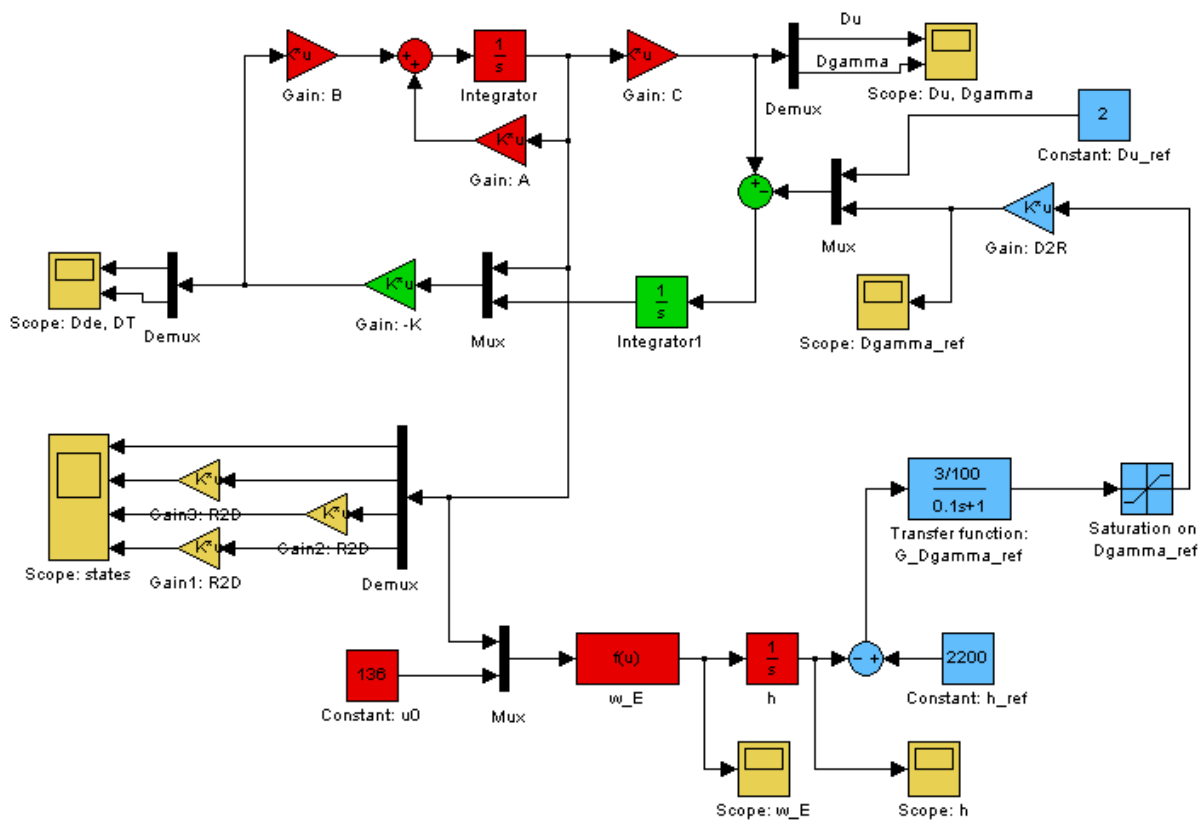 Du
K*u
+
+
1
s
K*u
Dgamma
Gain: B
Integrator
Gain: C
Scope: Du, Dgamma
Demux
K*u
2
Gain: A
Constant: Du_ref
+
−
K*u
Mux
Gain: D2R
K*u
1
s
Scope: Dde, DT
Demux
Gain: -K
Mux
Integrator1
Scope: Dgamma_ref
K*u
3/100
0.1s+1
Gain3: R2D
K*u
Transfer function:
G_Dgamma_ref
Saturation on
Dgamma_ref
K*u
Gain2: R2D
Scope: states
Gain1: R2D
Demux
136
f(u)
1
s
− +
2200
Constant: u0
Mux
w_E
h
Constant: h_ref
Scope: w_E
Scope: h